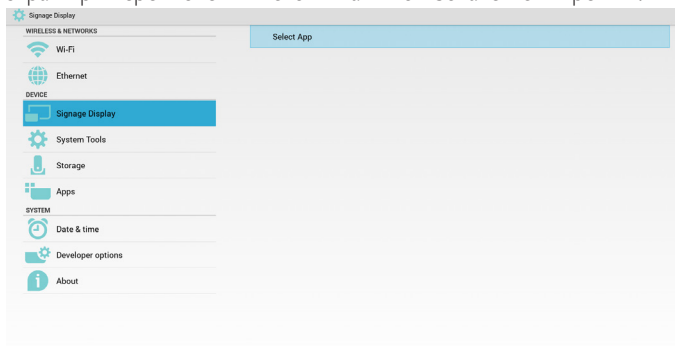 Signage Display
WIRELESS & NETWORKS
Wi-Fi
Ethernet
DEVICE
Signage Display
System Tools
Storage
Apps
SYSTEM
Date & time
Developer options
About
Select App